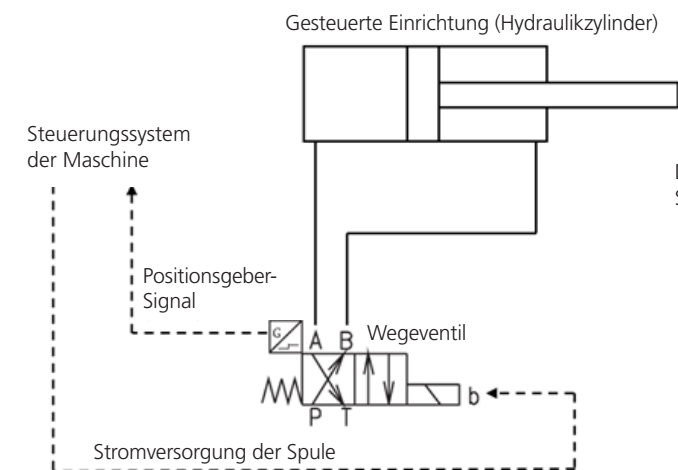 Gesteuerte Einrichtung (Hydraulikzylinder)
Steuerungssystem
der Maschine
Positionsgeber-
Signal
G
A B
Wegeventil
P T
b
Stromversorgung der Spule